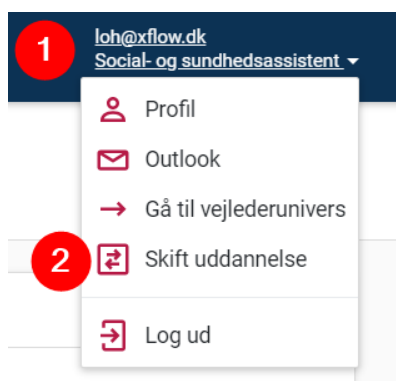 1
loh@xflow.dk
Social- og sundhedsassistent
Profil
Outlook
Gå til vejlederunivers
2
Skift uddannelse
Log ud